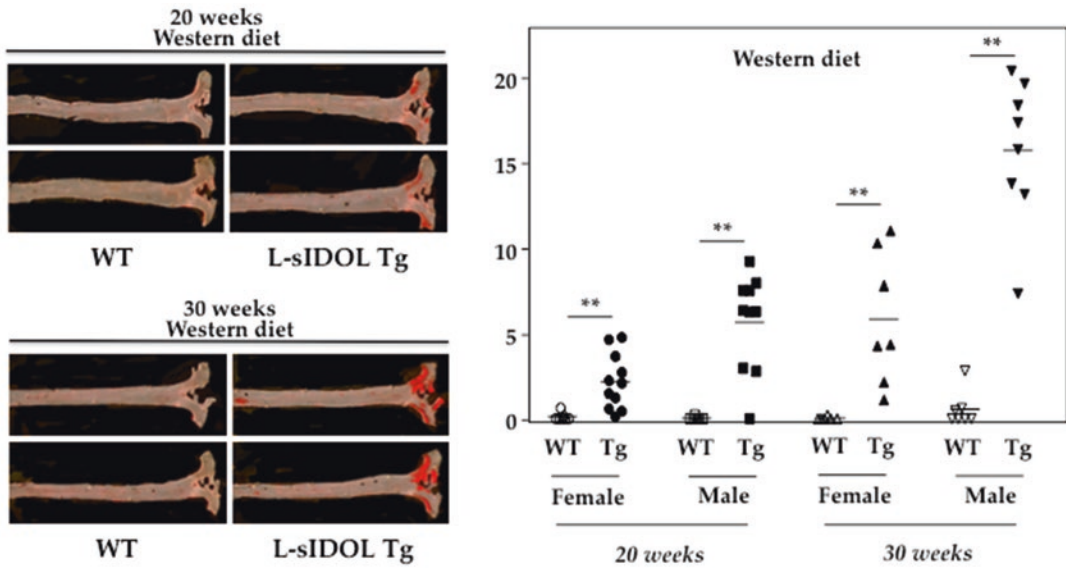 20 weeks
Western diet
WT L-sIDOL Tg
30 weeks
Western diet
WT L-sIDOL Tg
Western diet
**
**
**
**
20
15
10
5
0
WT Tg WT Tg WT Tg WT Tg
Female Male Female Male
20 weeks 30 weeks